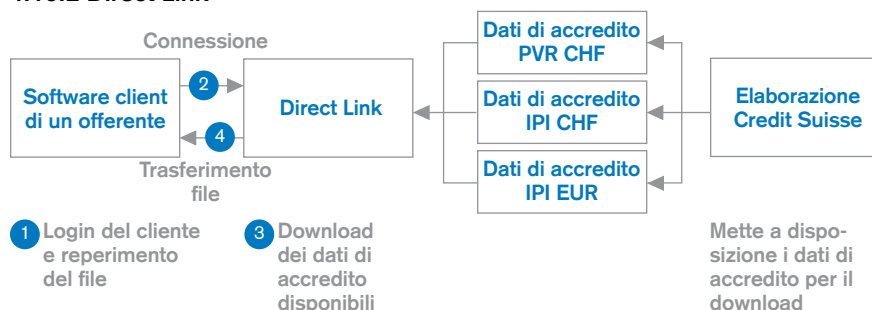 Connessione
Software client
di un offerente
2
4
Direct Link
Trasferimento
file
Dati di accredito
PVR CHF
Dati di accredito
IPI CHF
Dati di accredito
IPI EUR
Elaborazione
Credit Suisse
1 Login del cliente
e reperimento
del file
3 Download
dei dati di
accredito
disponibili
Mette a dispo-
sizione i dati di
accredito per il
download